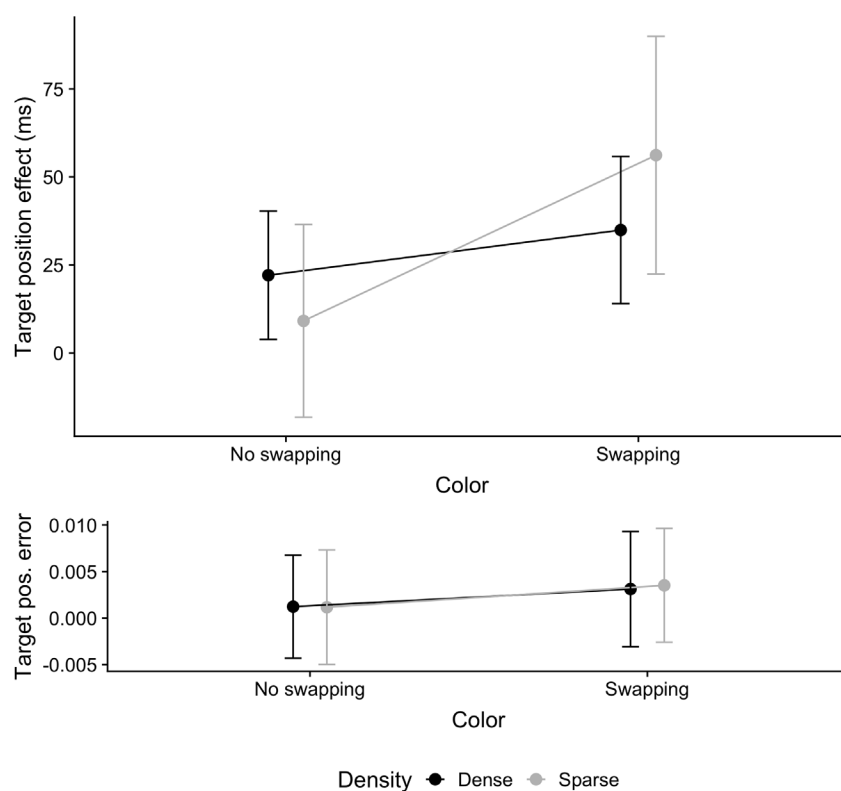 Target position effect (ms)
75
50
25
0
No swapping Swapping
Color
Target pos. error
0.010
0.005
0.000
-0.005
No swapping Swapping
Color
Density Dense Sparse